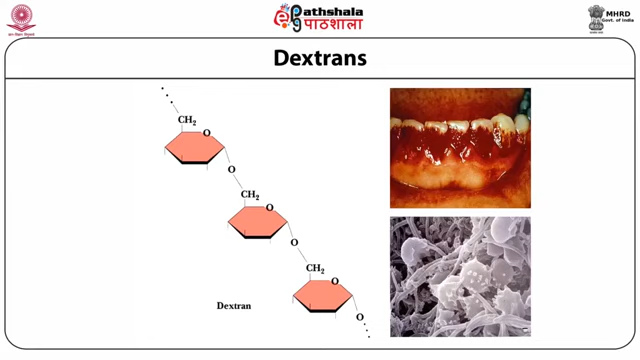 ePathshala
पाठशाला
MHRD
Govt. of India
Dextrans
CH2
O
O
CH2
O
O
CH2
O
O
Dextran